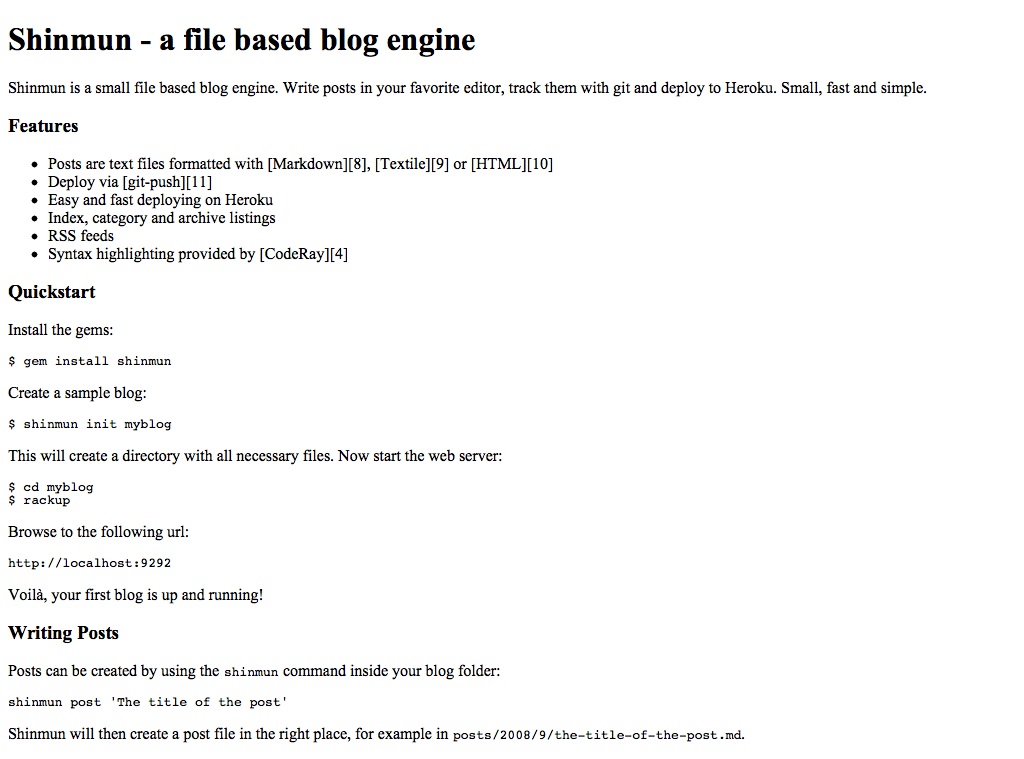 Shinmun - a file based blog engine
Shinmun is a small file based blog engine. Write posts in your favorite editor, track them with git and deploy to Heroku. Small, fast and simple.
Features
• Posts are text files formatted with [Markdown][8], [Textile][9] or [HTML][10]
• Deploy via [git-push][11]
• Easy and fast deploying on Heroku
• Index, category and archive listings
• RSS feeds
• Syntax highlighting provided by [CodeRay][4]
Quickstart
Install the gems:
$ gem install shinmun
Create a sample blog:
$ shinmun init myblog
This will create a directory with all necessary files. Now start the web server:
$ cd myblog
$ rackup
Browse to the following url:
http://localhost:9292
Voilà, your first blog is up and running!
Writing Posts
Posts can be created by using the shinmun command inside your blog folder:
shinmun post 'The title of the post'
Shinmun will then create a post file in the right place, for example in posts/2008/9/the-title-of-the-post.md.